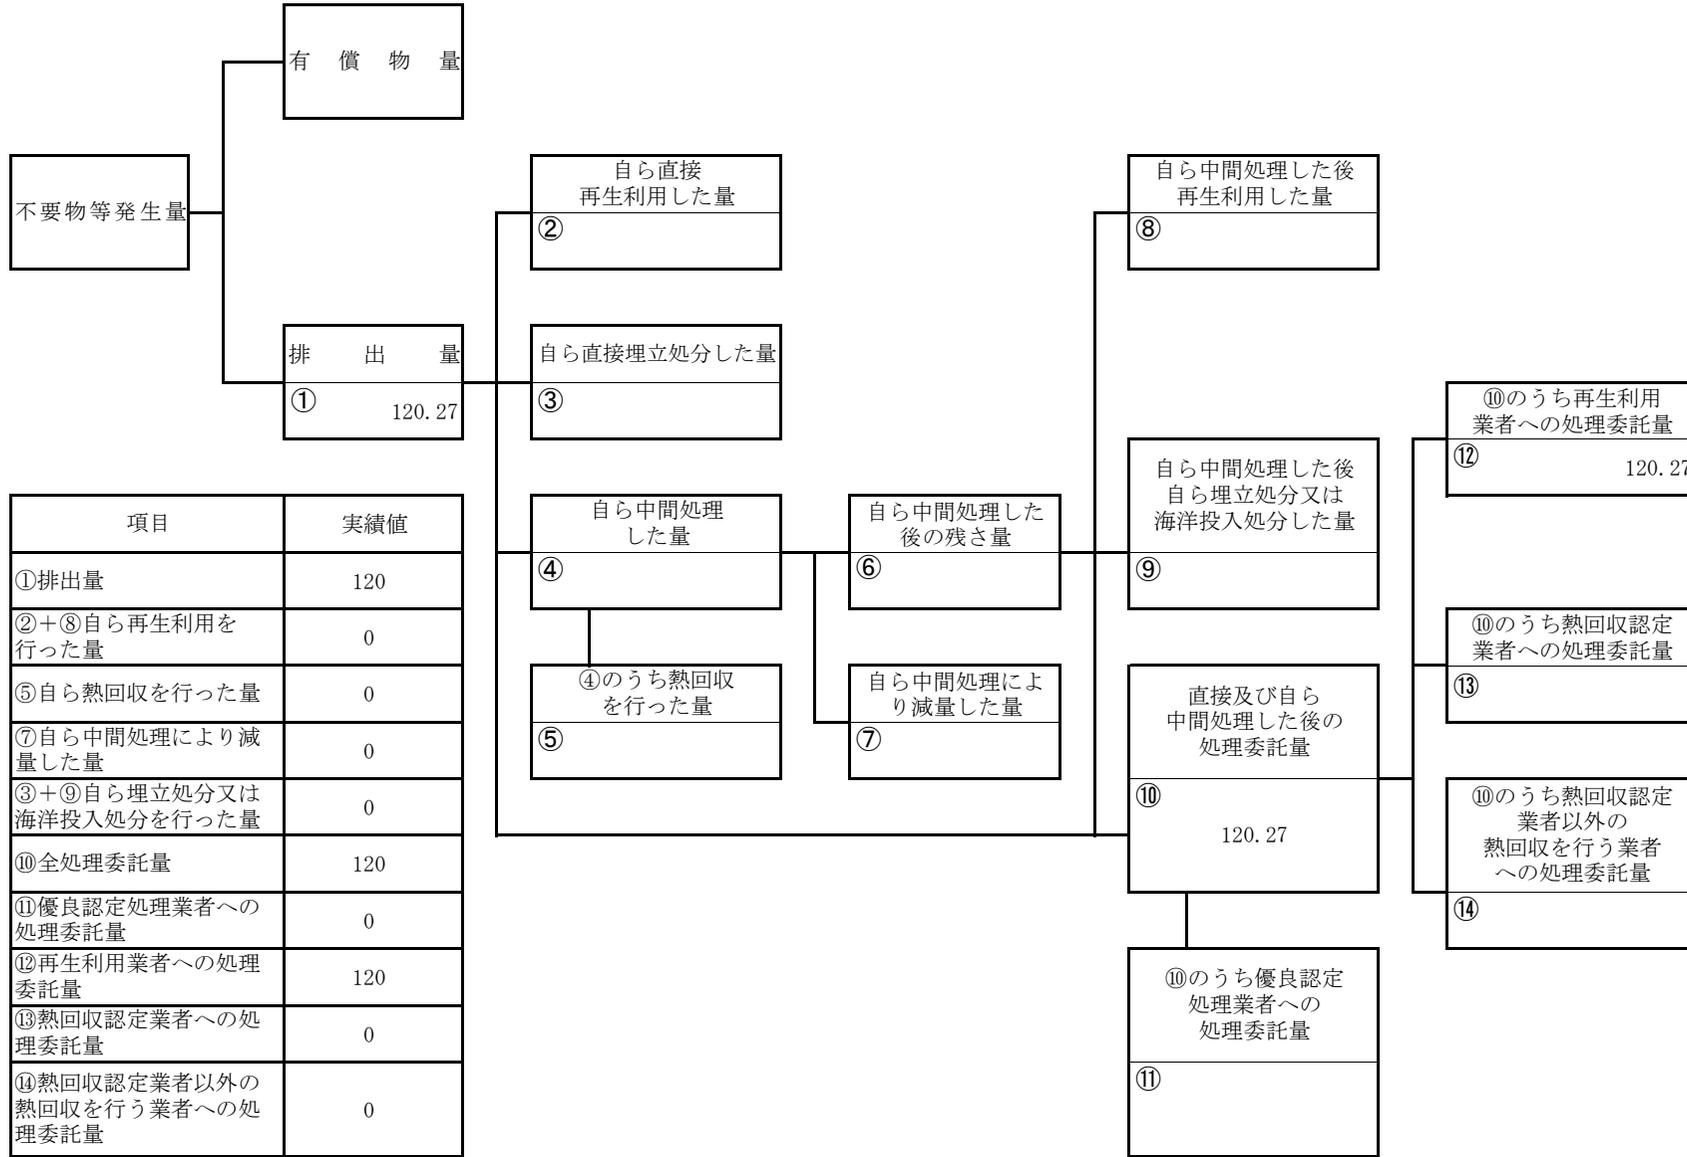 有償物量
不要物等発生量
排出量
①
120.27
自ら直接
再生利用した量
②
自ら直接埋立処分した量
③
自ら中間処理
した量
④
④のうち熱回収
を行った量
⑤
自ら中間処理した
後の残さ量
⑥
自ら中間処理によ
り減量した量
⑦
自ら中間処理した後
再生利用した量
⑧
自ら中間処理した後
自ら埋立処分又は
海洋投入処分した量
⑨
直接及び自ら
中間処理した後の
処理委託量
⑩
120.27
⑩のうち優良認定
処理業者への
処理委託量
⑪
⑩のうち再生利用
業者への処理委託量
⑫
120.27
⑩のうち熱回収認定
業者への処理委託量
⑬
⑩のうち熱回収認定
業者以外の
熱回収を行う業者
への処理委託量
⑭
項目 実績値
①排出量 120
②+⑧自ら再生利用を
行った量 0
⑤自ら熱回収を行った量 0
⑦自ら中間処理により減
量した量 0
③+⑨自ら埋立処分又は
海洋投入処分を行った量 0
⑩全処理委託量 120
⑪優良認定処理業者への
処理委託量 0
⑫再生利用業者への処理
委託量 120
⑬熱回収認定業者への処
理委託量 0
⑭熱回収認定業者以外の
熱回収を行う業者への処
理委託量 0